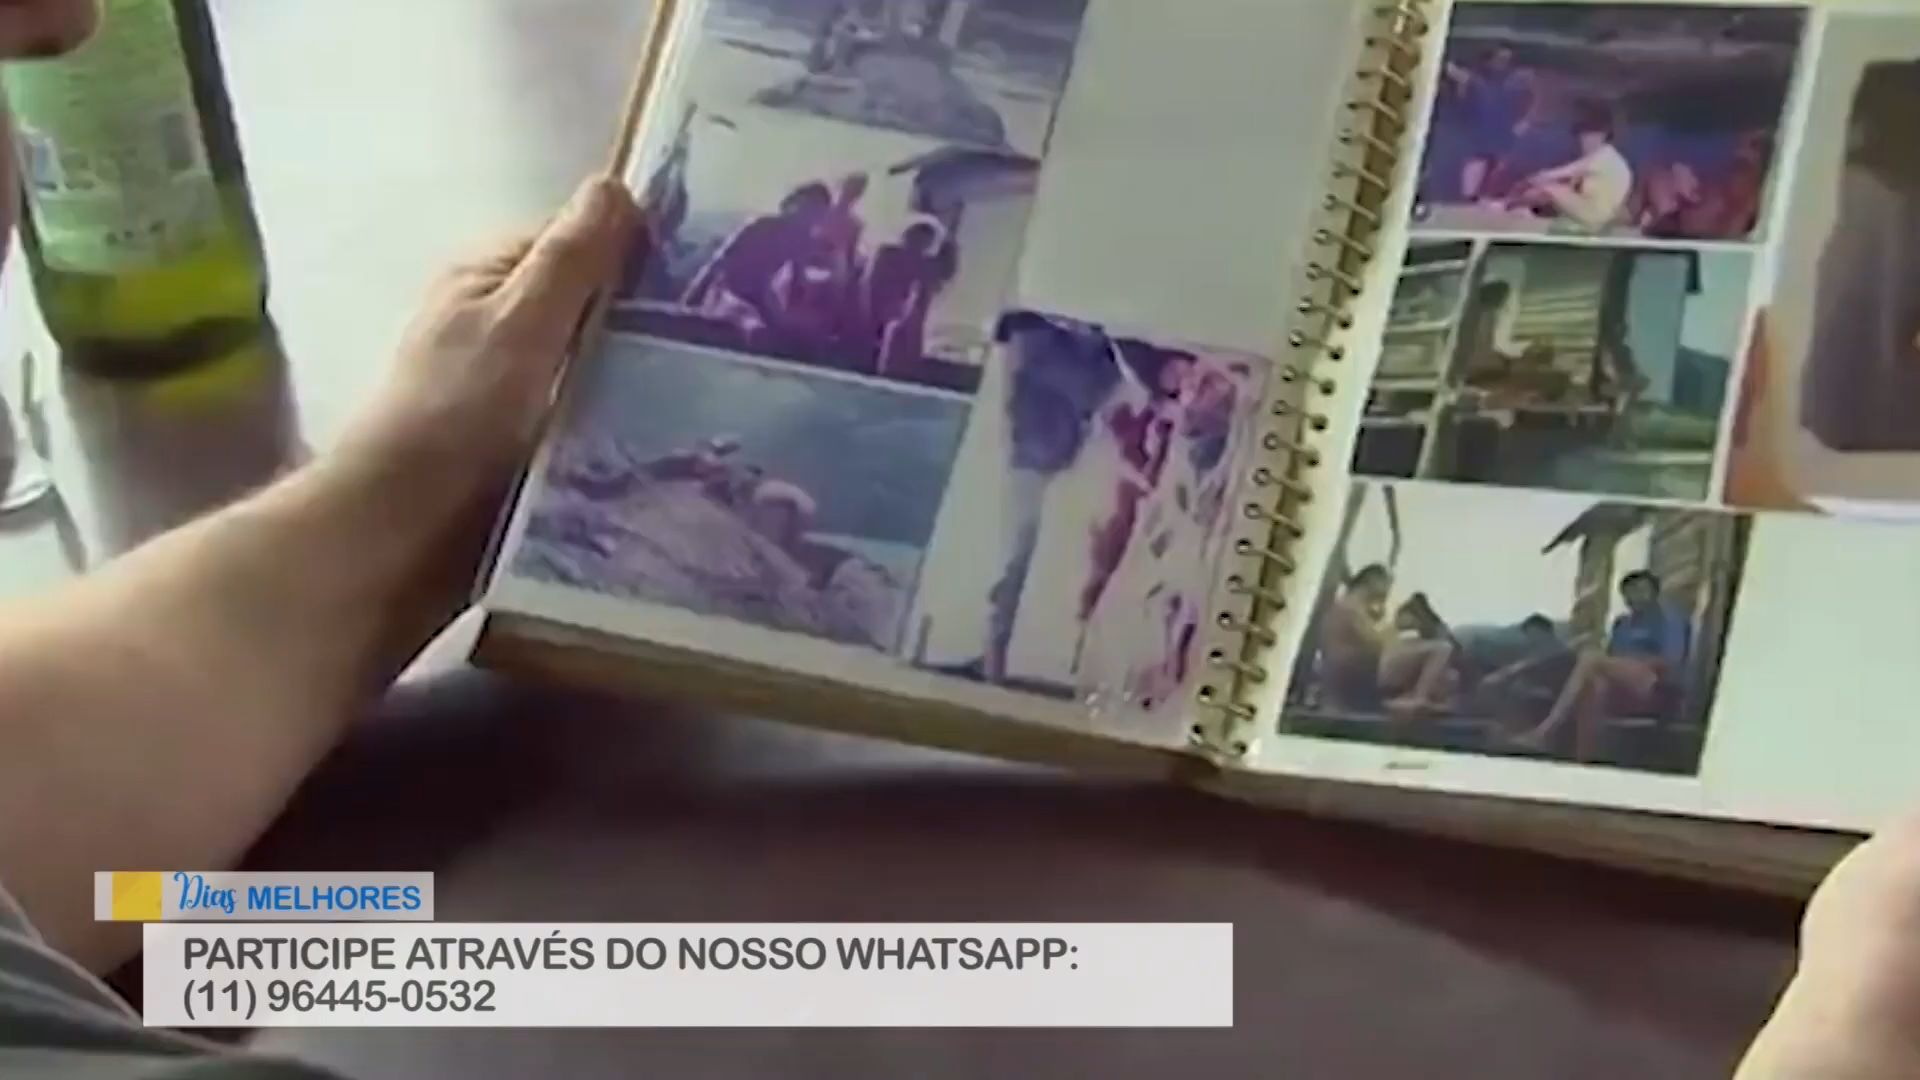 Dias MELHORES
PARTICIPE ATRAVÉS DO NOSSO WHATSAPP:
(11) 96445-0532